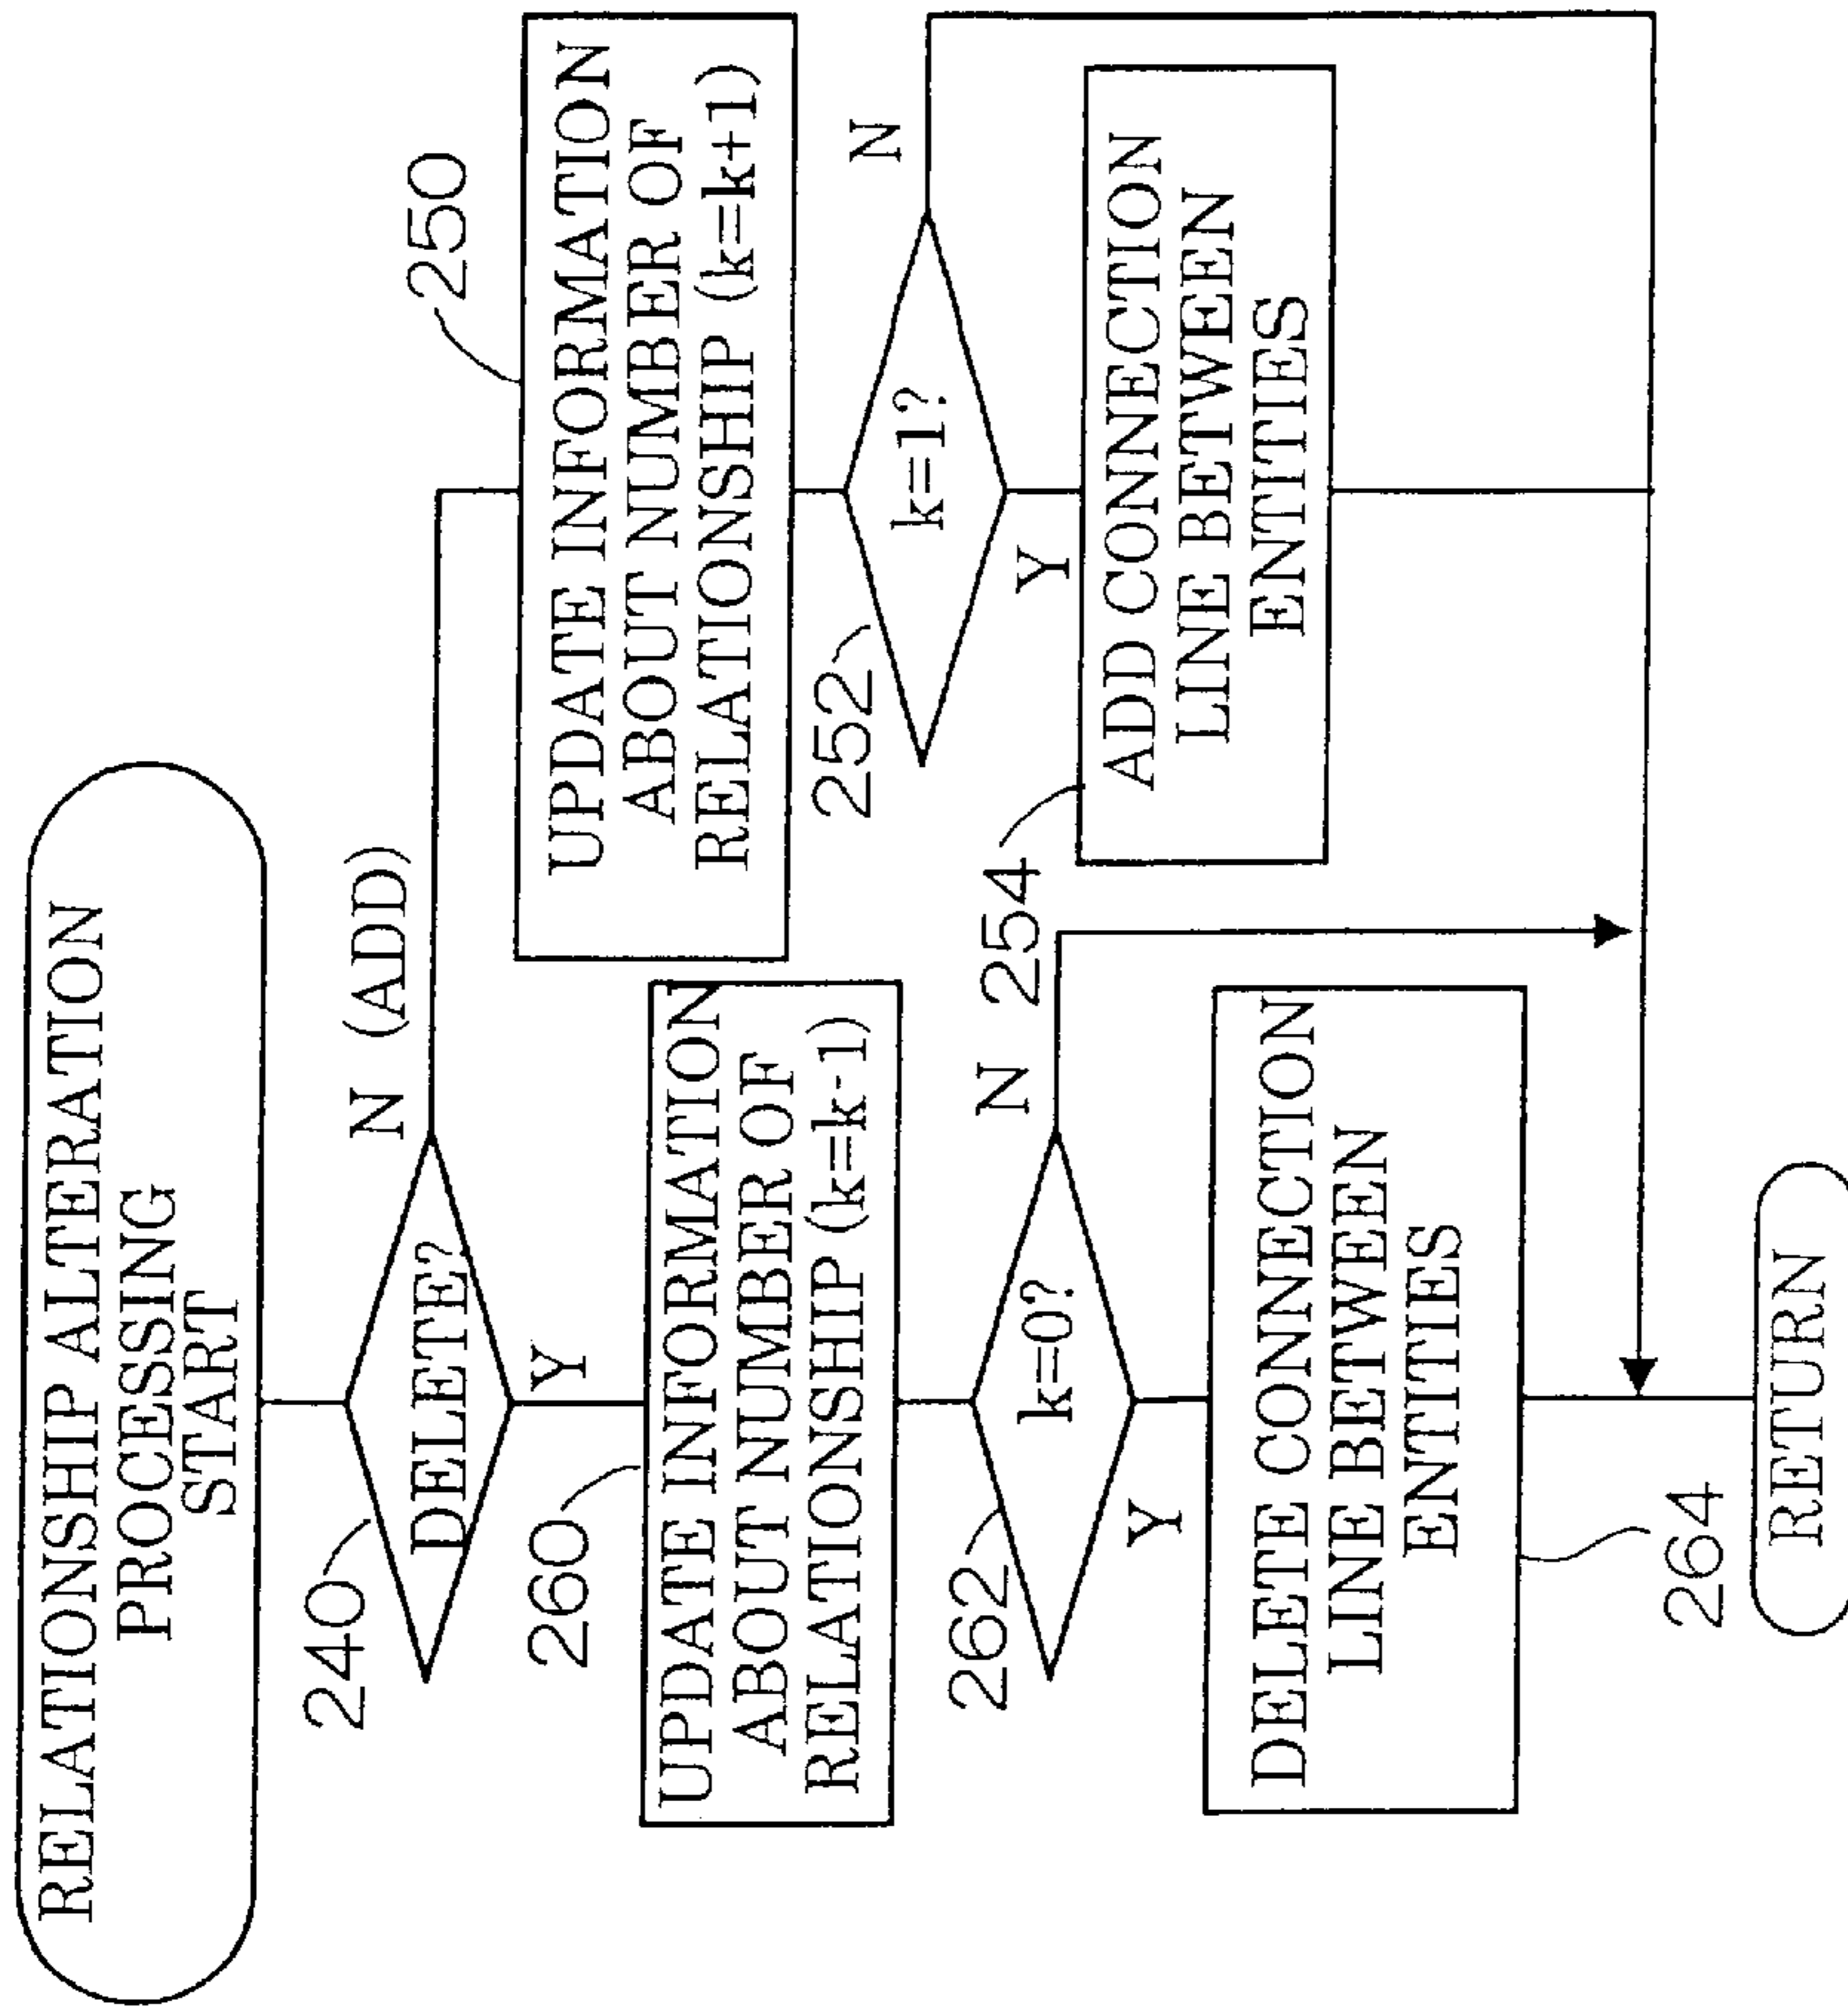 RELATIONSHIP ALTERATION
PROCESSING
START
240
DELETE?
N (ADD)
Y
260
UPDATE INFORMATION
ABOUT NUMBER OF
RELATIONSHIP (k=k-1)
262
k=0?
N
Y
DELETE CONNECTION
LINE BETWEEN
ENTITIES
264
250
UPDATE INFORMATION
ABOUT NUMBER OF
RELATIONSHIP (k=k+1)
252
k=1?
N
Y
254
ADD CONNECTION
LINE BETWEEN
ENTITIES
RETURN